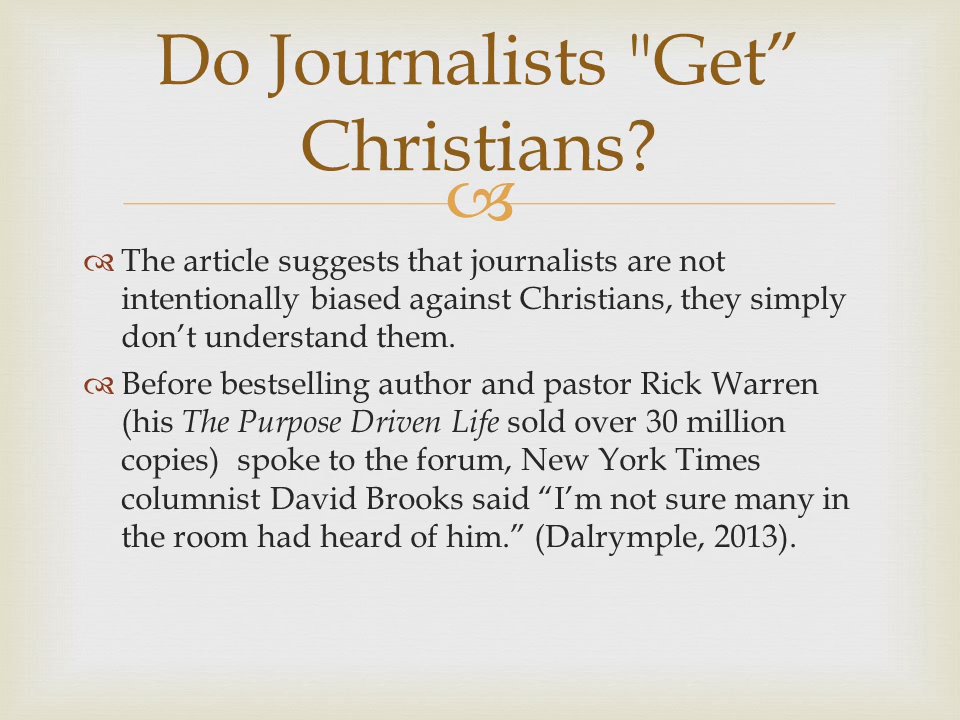 Do Journalists "Get”
Christians?
The article suggests that journalists are not
intentionally biased against Christians, they simply
don’t understand them.
Before bestselling author and pastor Rick Warren
(his The Purpose Driven Life sold over 30 million
copies)  spoke to the forum, New York Times
columnist David Brooks said “I’m not sure many in
the room had heard of him.” (Dalrymple, 2013).